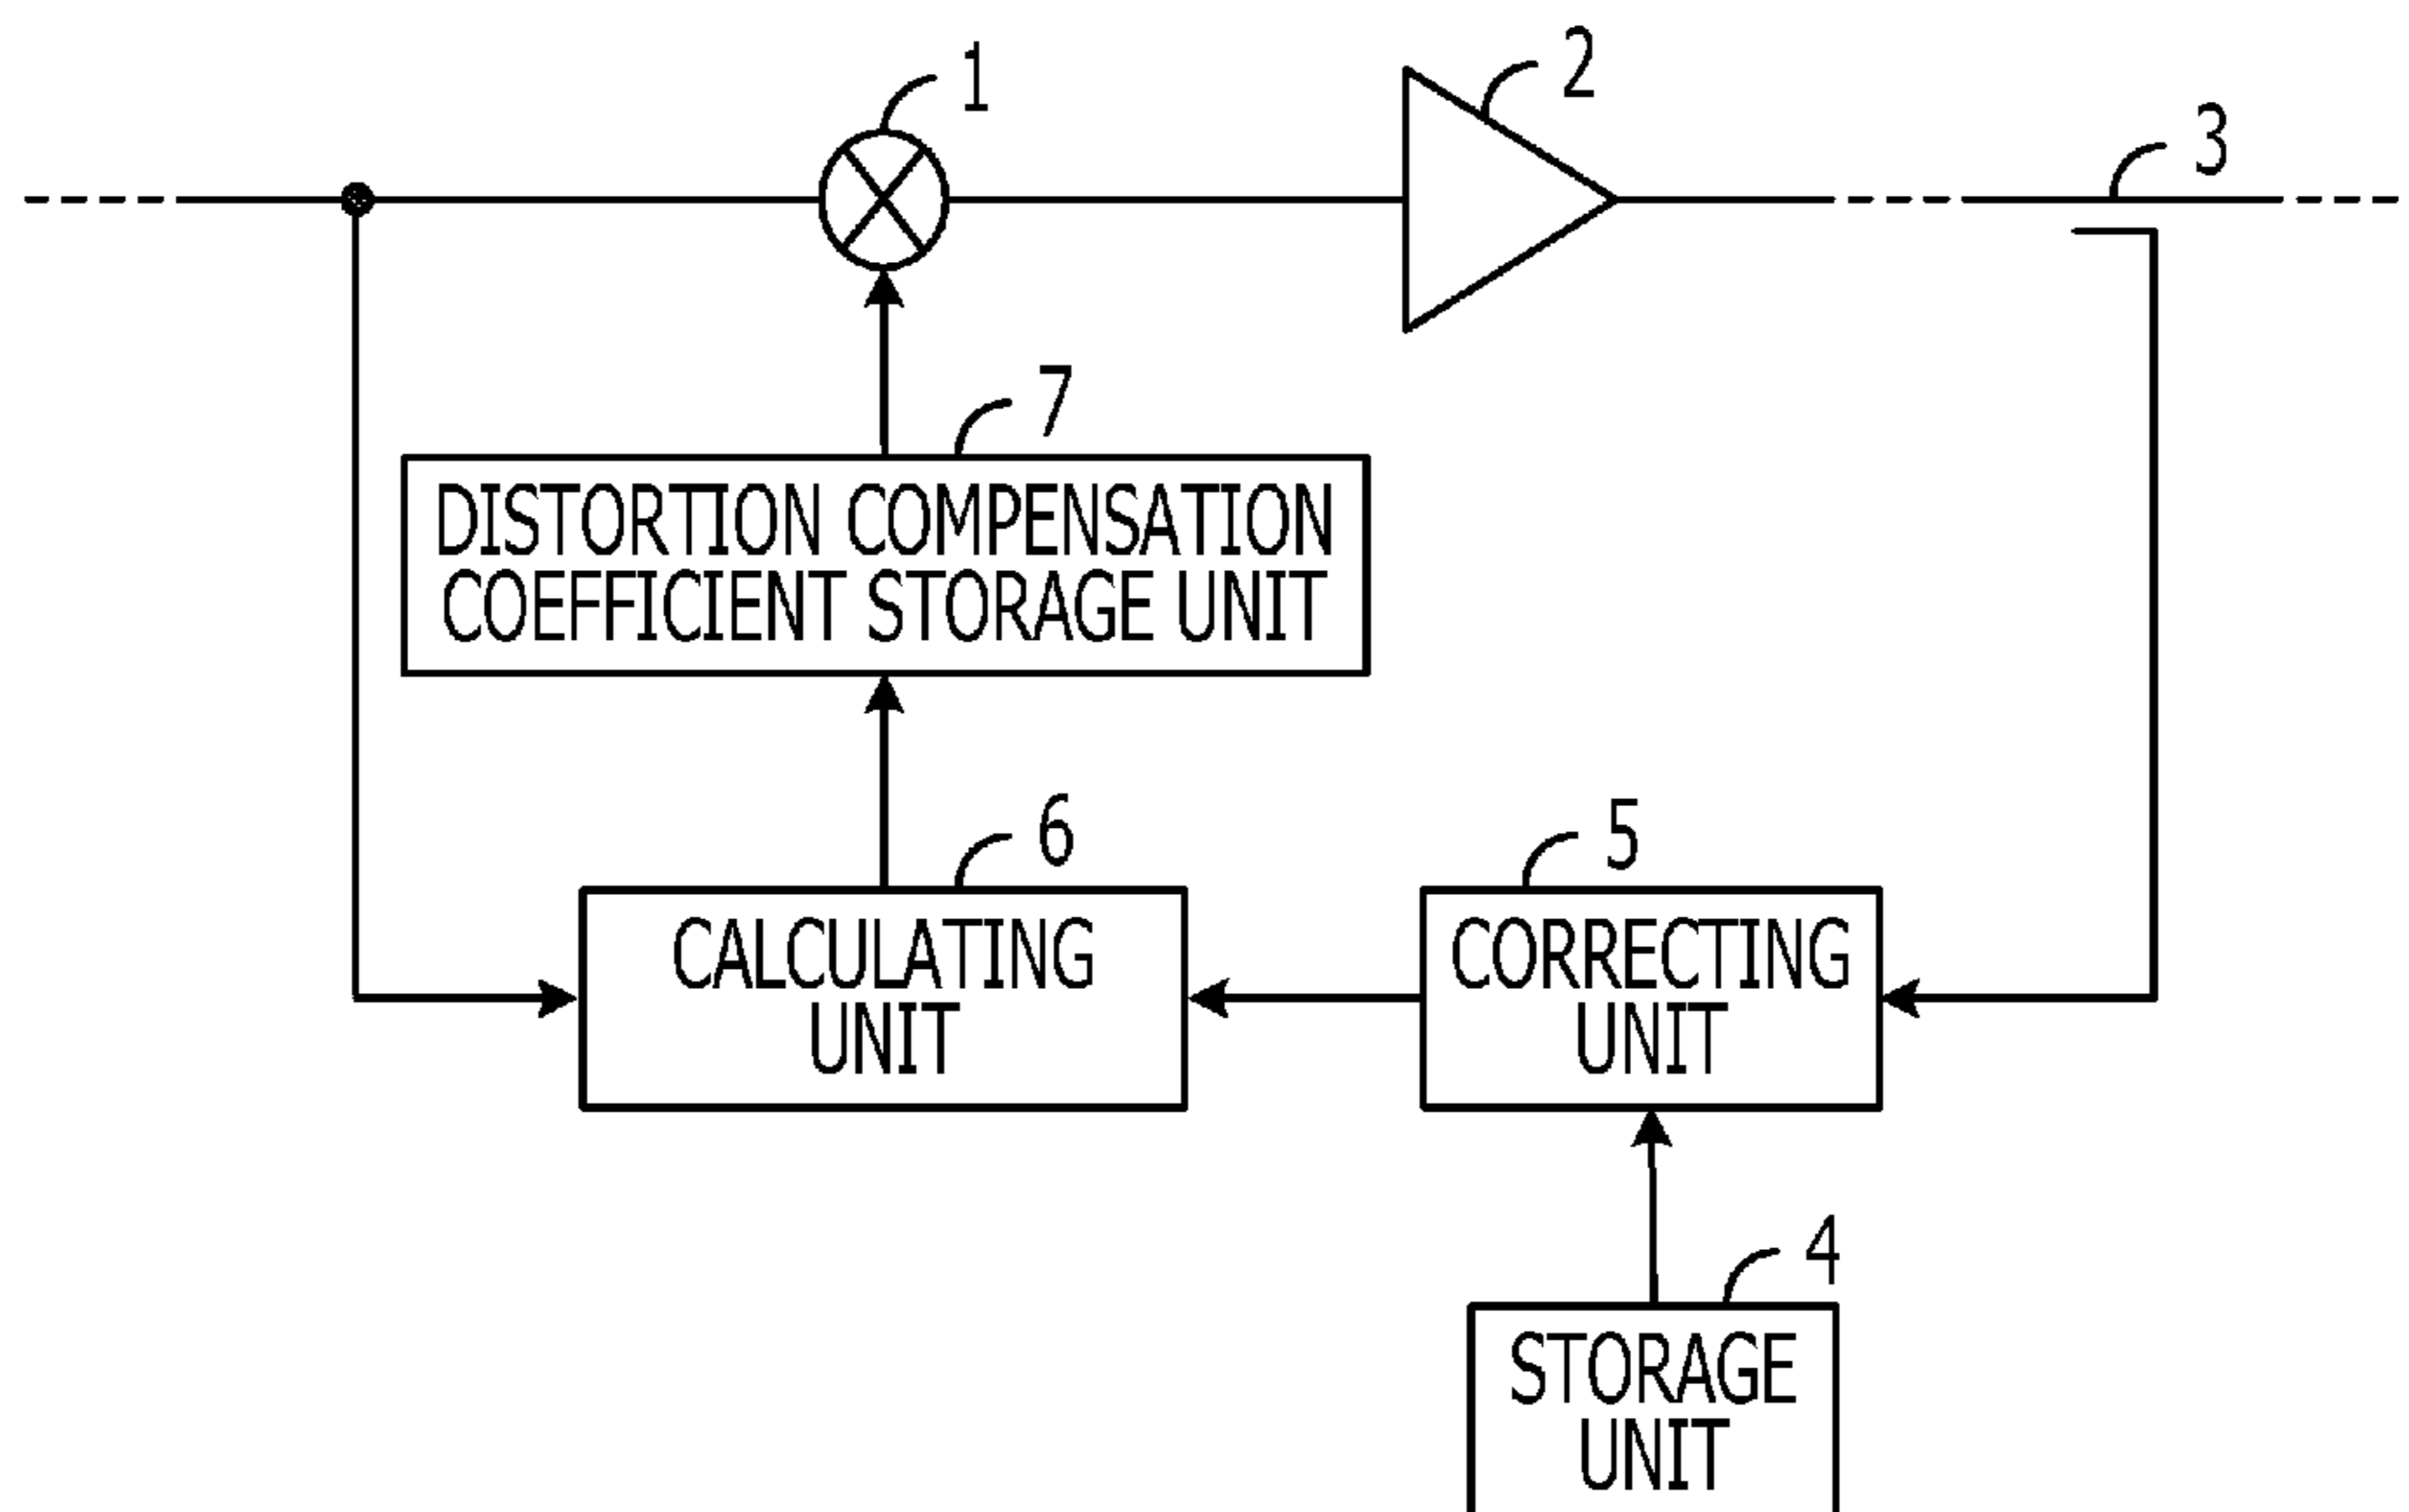 1
2
3
7
DISTORTION COMPENSATION
COEFFICIENT STORAGE UNIT
6
5
CALCULATING
UNIT
CORRECTING
UNIT
4
STORAGE
UNIT